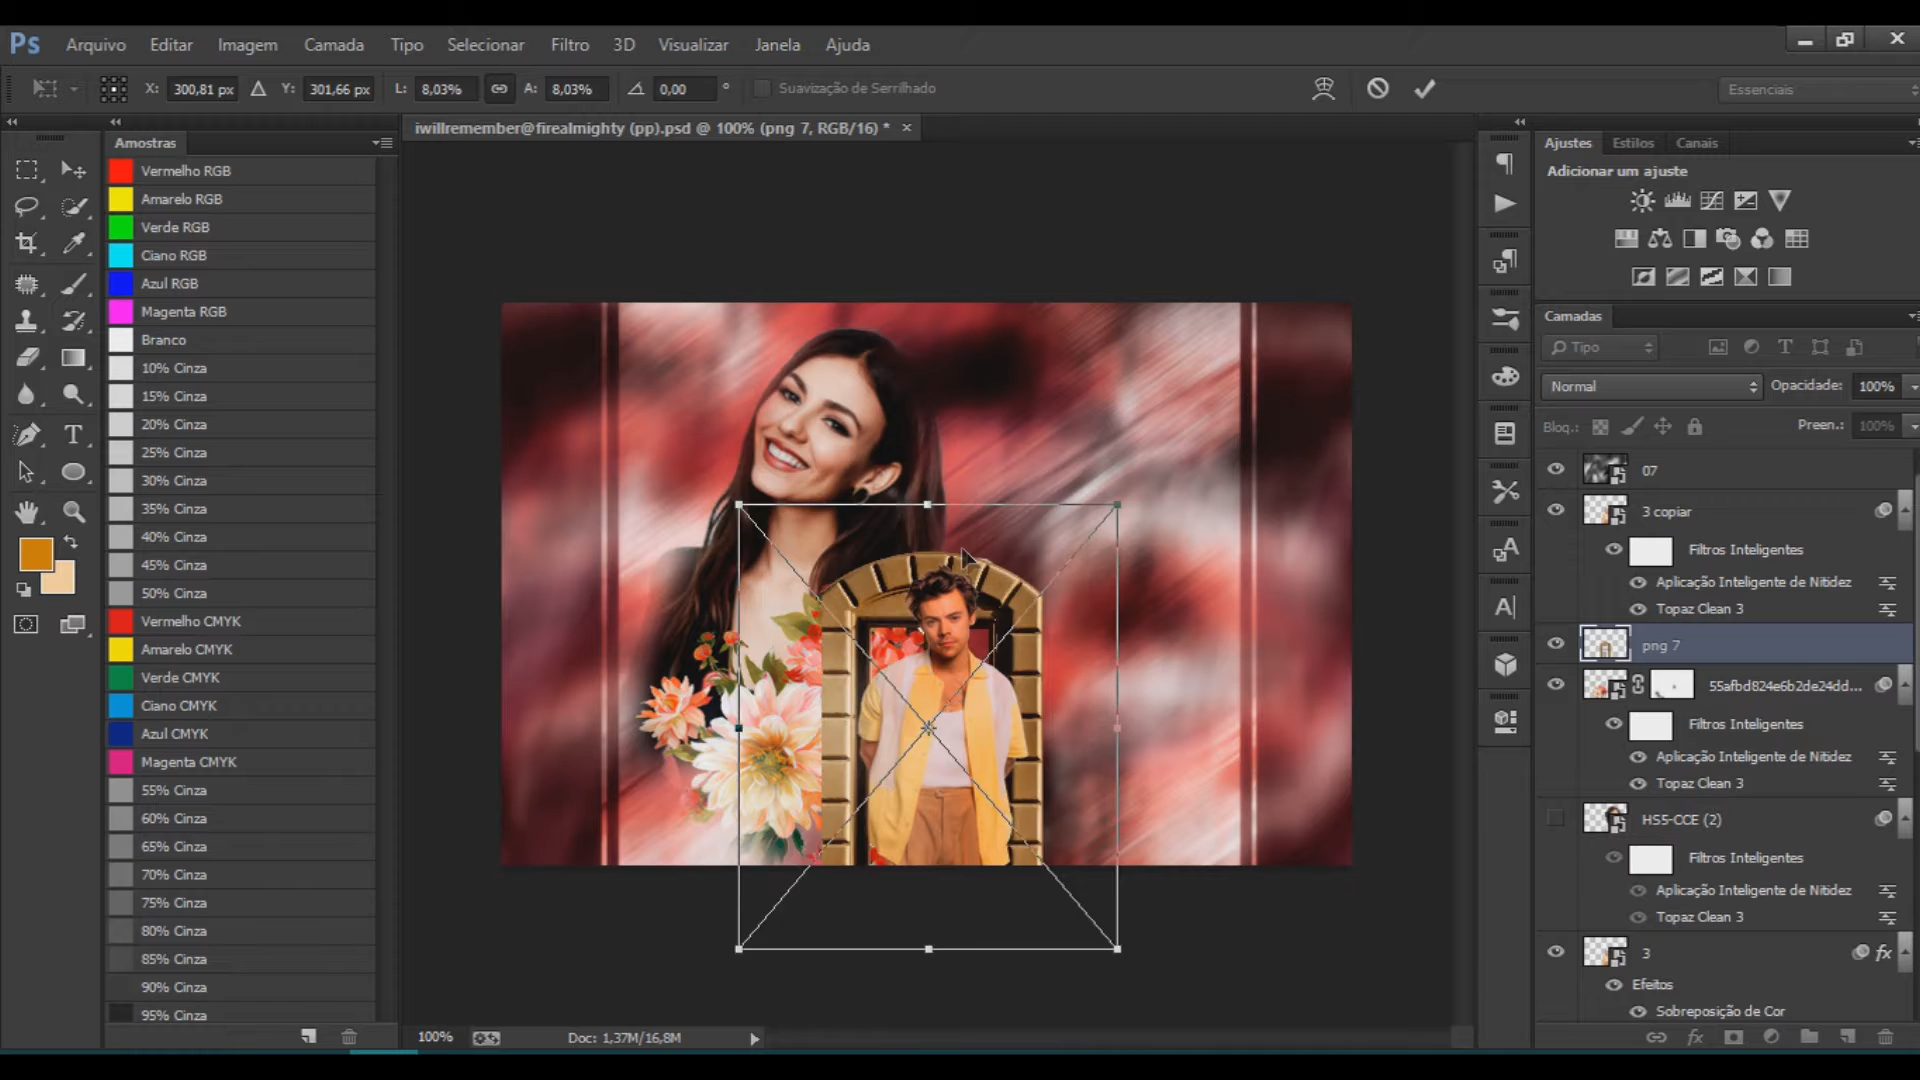 Ps Arquivo Editar Imagem Camada Tipo Selecionar Filtro 3D Visualizar Janela Ajuda
X: 300,81 px Y: 301,66 px L: 8,03% A: 8,03% 0,00 ° Suavização de Serrilhado Essenciais
iwillremember@firealmighty (pp).psd @ 100% (png 7, RGB/16) *
Amostras
Vermelho RGB
Amarelo RGB
Verde RGB
Ciano RGB
Azul RGB
Magenta RGB
Branco
10% Cinza
15% Cinza
20% Cinza
25% Cinza
30% Cinza
35% Cinza
40% Cinza
45% Cinza
50% Cinza
Vermelho CMYK
Amarelo CMYK
Verde CMYK
Ciano CMYK
Azul CMYK
Magenta CMYK
55% Cinza
60% Cinza
65% Cinza
70% Cinza
75% Cinza
80% Cinza
85% Cinza
90% Cinza
95% Cinza
100% Doc: 1,37M/16,8M
Ajustes Estilos Canais
Adicionar um ajuste
Camadas
Tipo
Normal Opacidade: 100%
Bloq.: Preen.: 100%
07
3 copiar
Filtros Inteligentes
Aplicação Inteligente de Nitidez
Topaz Clean 3
png 7
55afbd824e6b2de24dd...
Filtros Inteligentes
Aplicação Inteligente de Nitidez
Topaz Clean 3
HS5-CCE (2)
Filtros Inteligentes
Aplicação Inteligente de Nitidez
Topaz Clean 3
3 fx
Efeitos
Sobreposição de Cor
fx